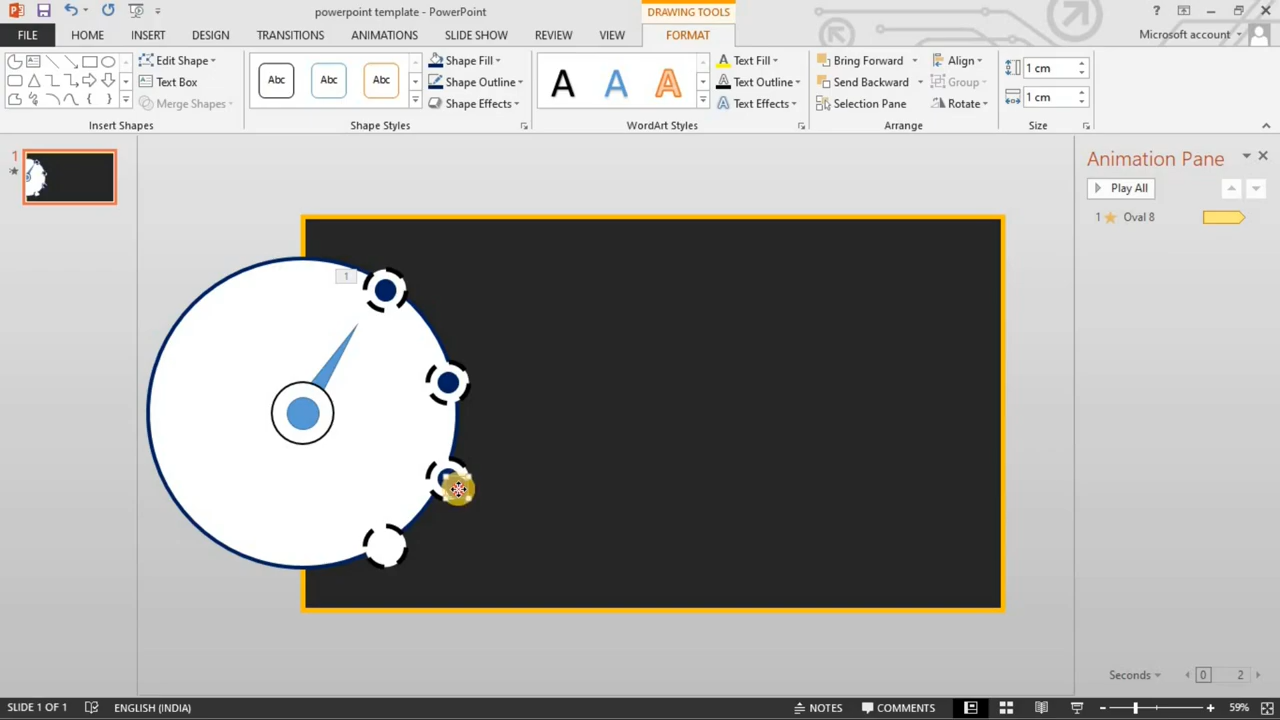 powerpoint template - PowerPoint
DRAWING TOOLS
?
FILE
HOME
INSERT
DESIGN
TRANSITIONS
ANIMATIONS
SLIDE SHOW
REVIEW
VIEW
FORMAT
Microsoft account
Edit Shape
Text Box
Merge Shapes
Insert Shapes
Abc
Abc
Abc
Shape Fill
Shape Outline
Shape Effects
Shape Styles
A
A
A
Text Fill
Text Outline
Text Effects
WordArt Styles
Bring Forward
Send Backward
Selection Pane
Align
Group
Rotate
Arrange
1 cm
1 cm
Size
1
1
Animation Pane
Play All
1 Oval 8
Seconds
0 2
SLIDE 1 OF 1
ENGLISH (INDIA)
NOTES
COMMENTS
59%